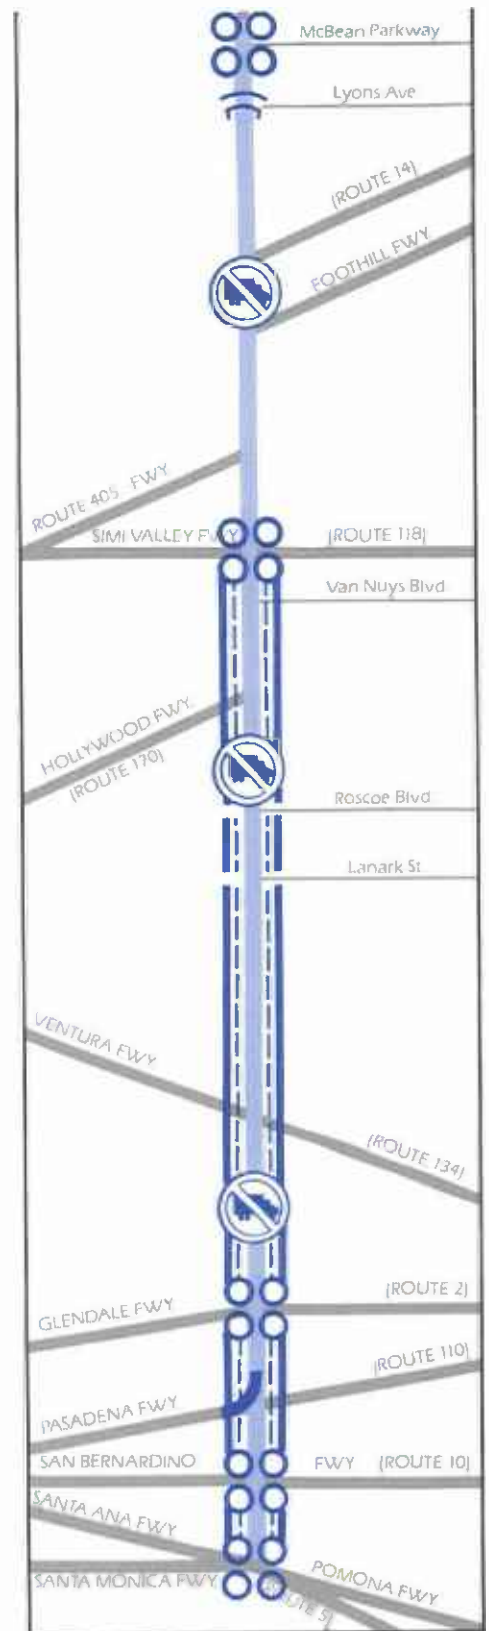 McBean Parkway
Lyons Ave
(ROUTE 14)
FOOTHILL FWY
ROUTE 405 FWY
SIMI VALLEY FWY (ROUTE 118)
Van Nuys Blvd
HOLLYWOOD FWY.
(ROUTE 170)
Roscoe Blvd
Lanark St
VENTURA FWY
(ROUTE 134)
(ROUTE 2)
GLENDALE FWY
(ROUTE 110)
PASADENA FWY
SAN BERNARDINO FWY (ROUTE 10)
SANTA ANA FWY
POMONA FWY
SANTA MONICA FWY